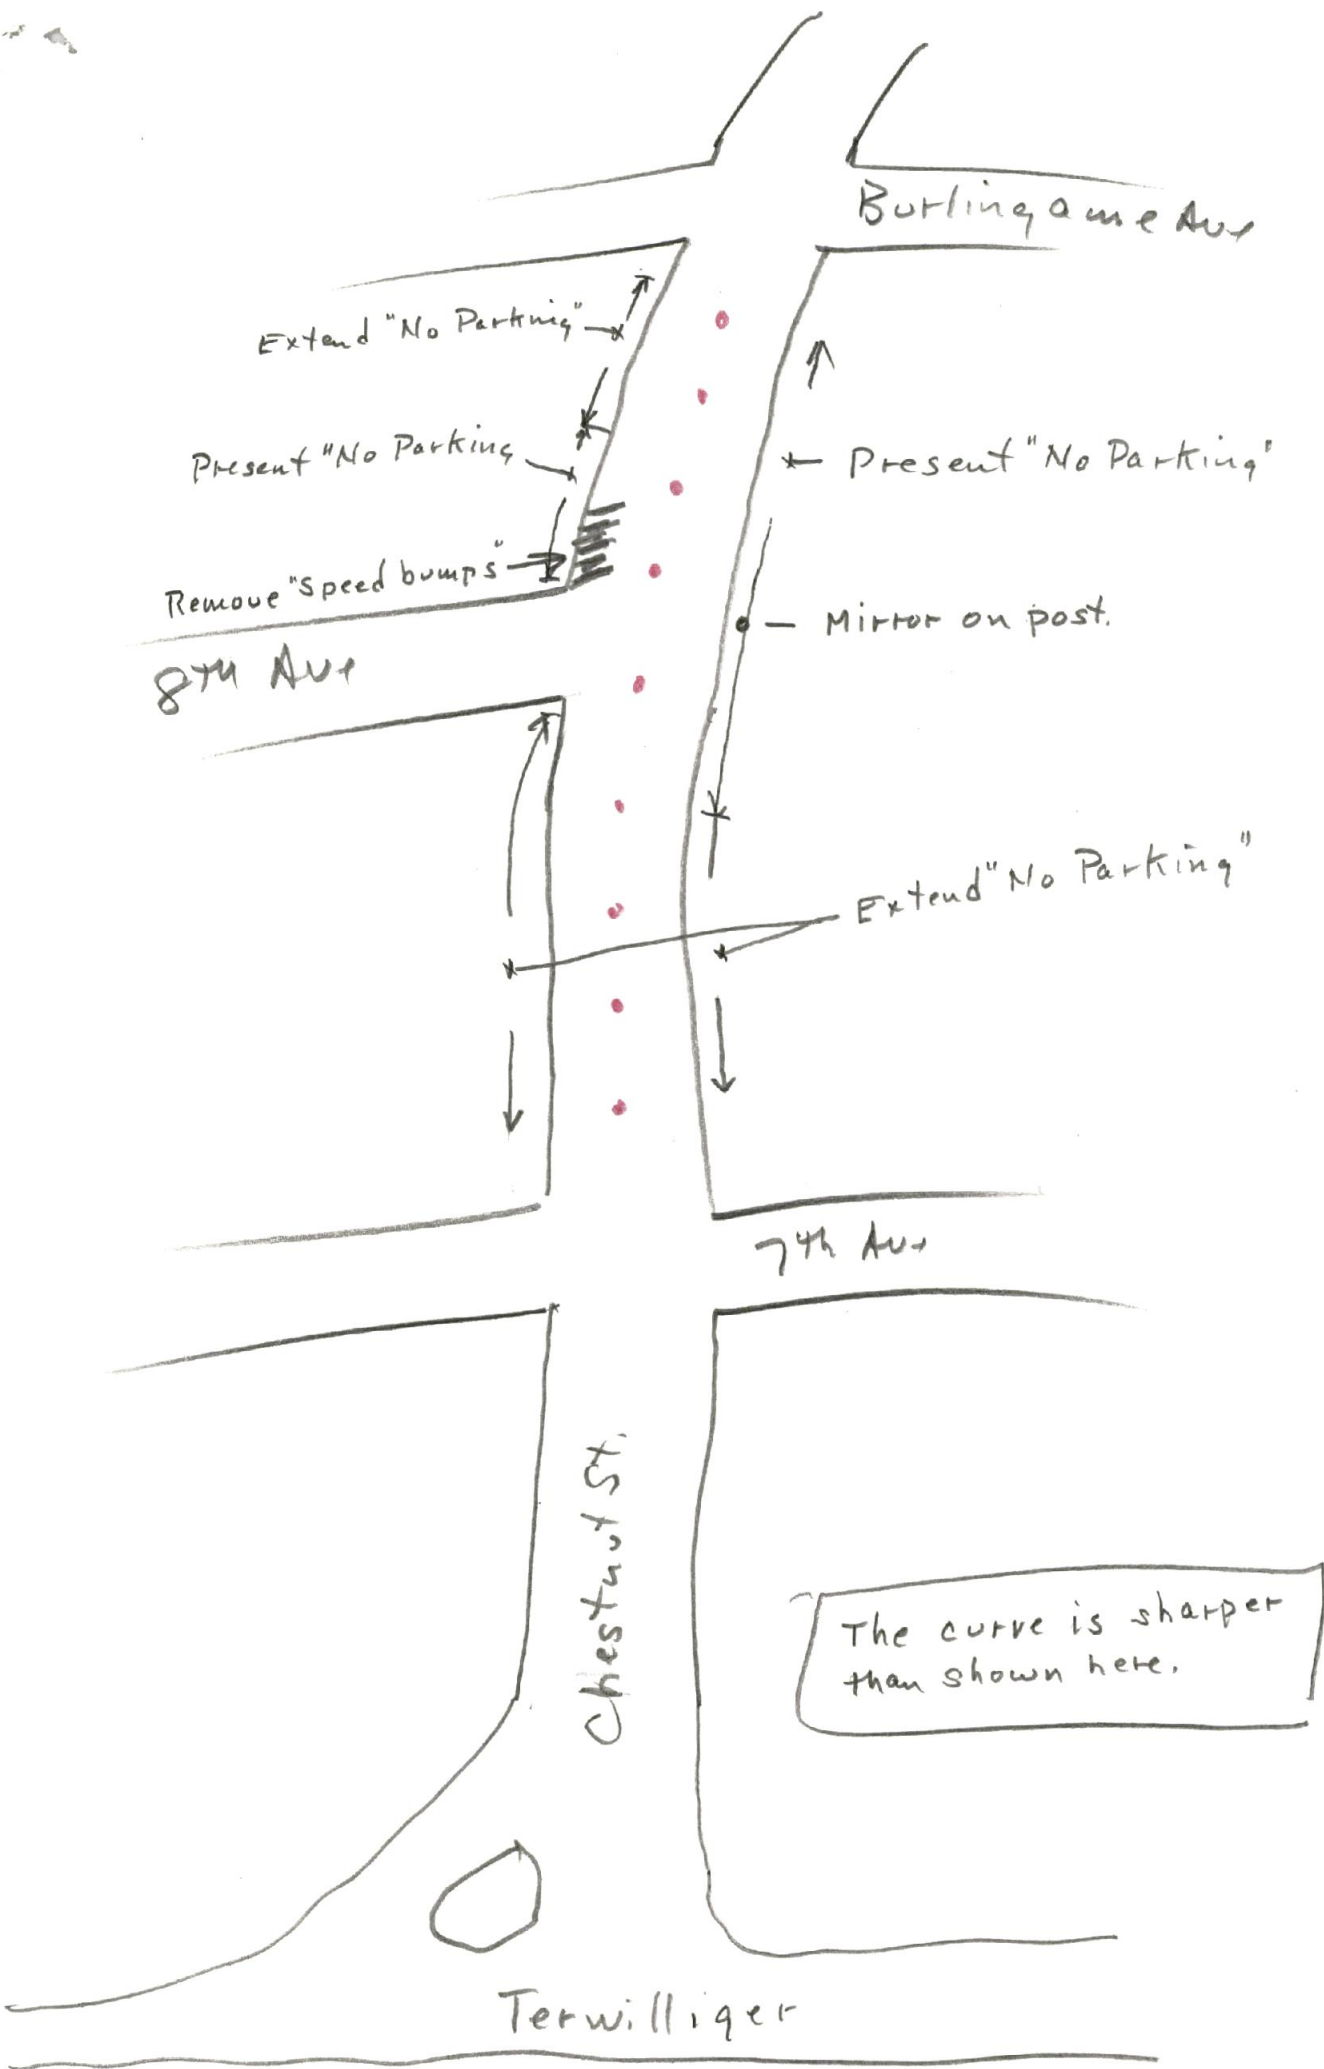 Burlingame Ave
Extend "No Parking"
Present "No Parking
Present "No Parking"
Remove "Speed bumps"
Mirror on post.
8TH Ave
Extend "No Parking"
7th Ave
Chestnut St.
The curve is sharper
than shown here.
Terwilliger